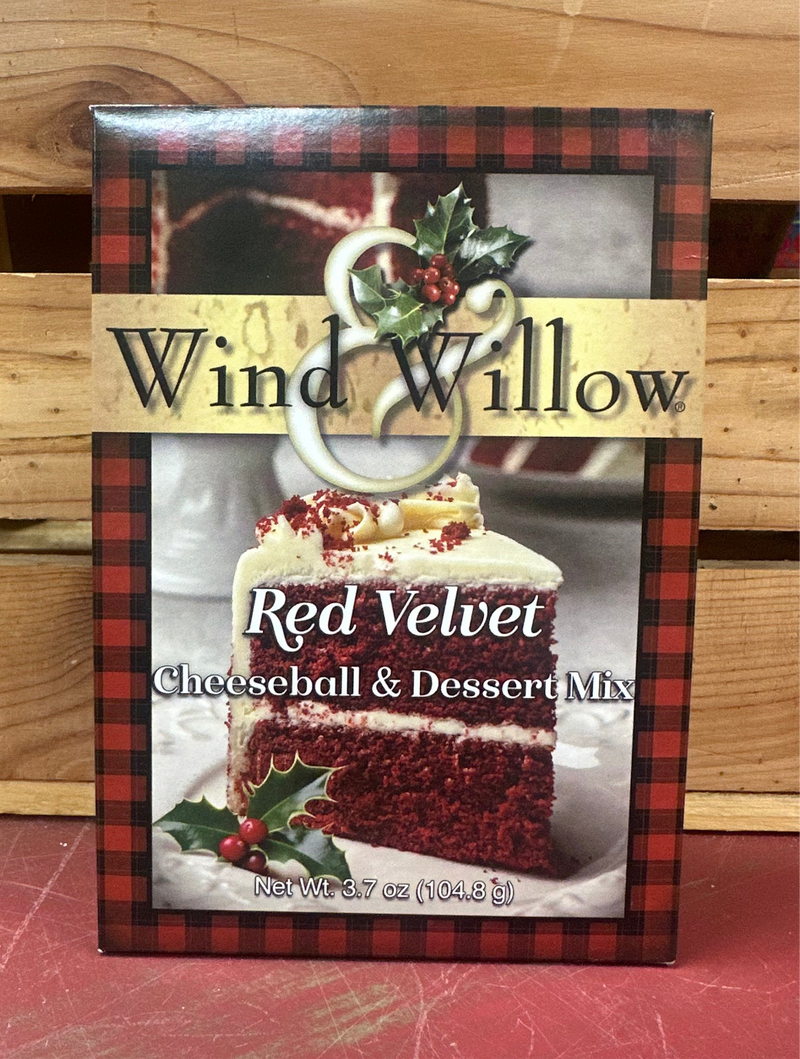 Wind & Willow®
Red Velvet
Cheeseball & Dessert Mix
Net Wt. 3.7 oz (104.8 g)